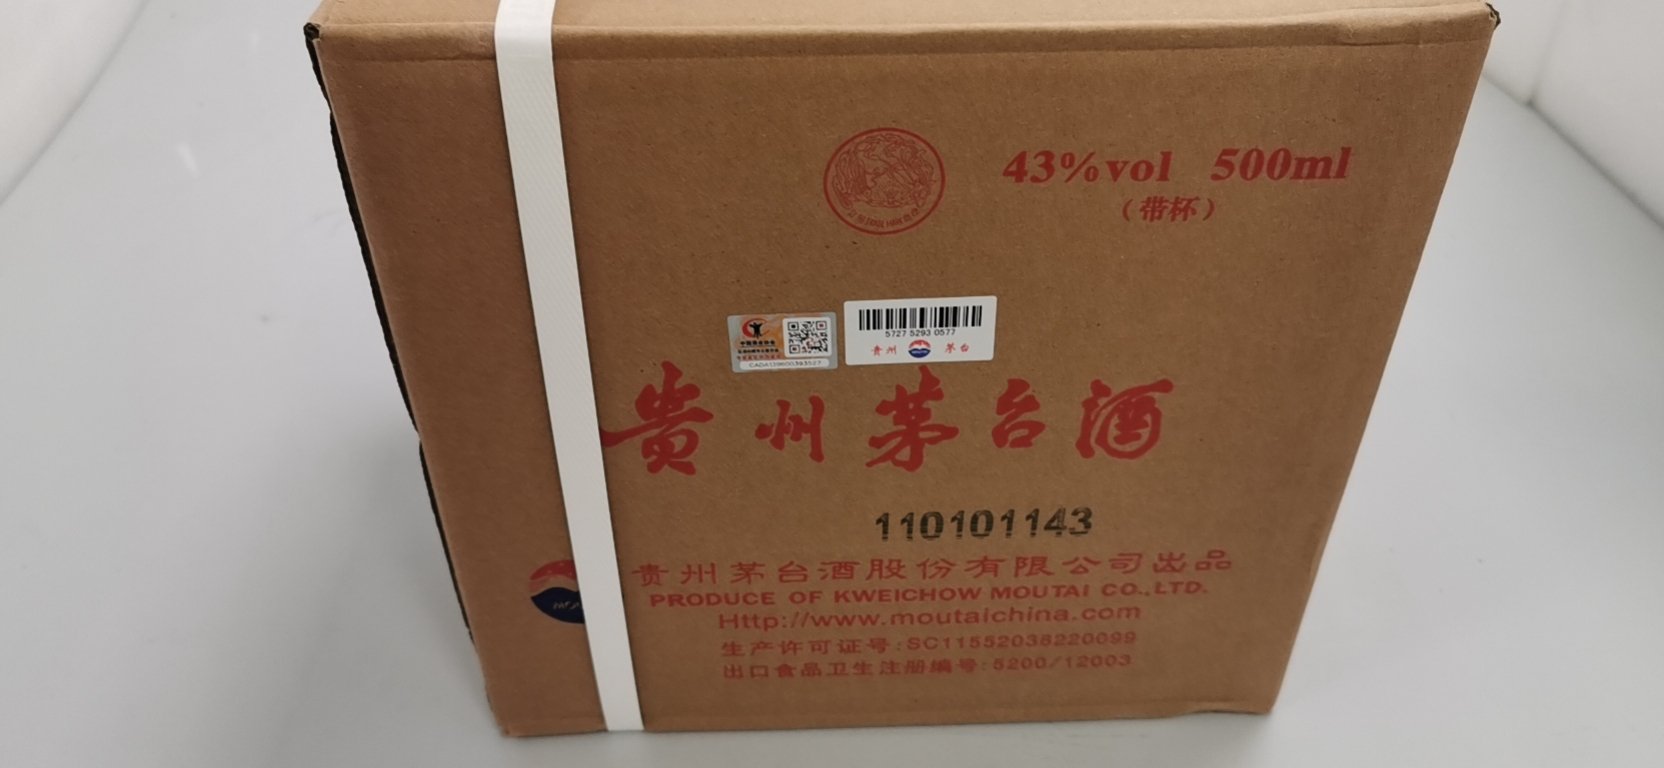 43%vol 500ml
（带杯）
5727 5293 0577
贵州 茅台
贵州茅台酒
110101143
贵州茅台酒股份有限公司出品
PRODUCE OF KWEICHOW MOUTAI CO.,LTD.
Http://www.moutaichina.com
生产许可证号:SC11552038220099
出口食品卫生注册编号:5200/12003